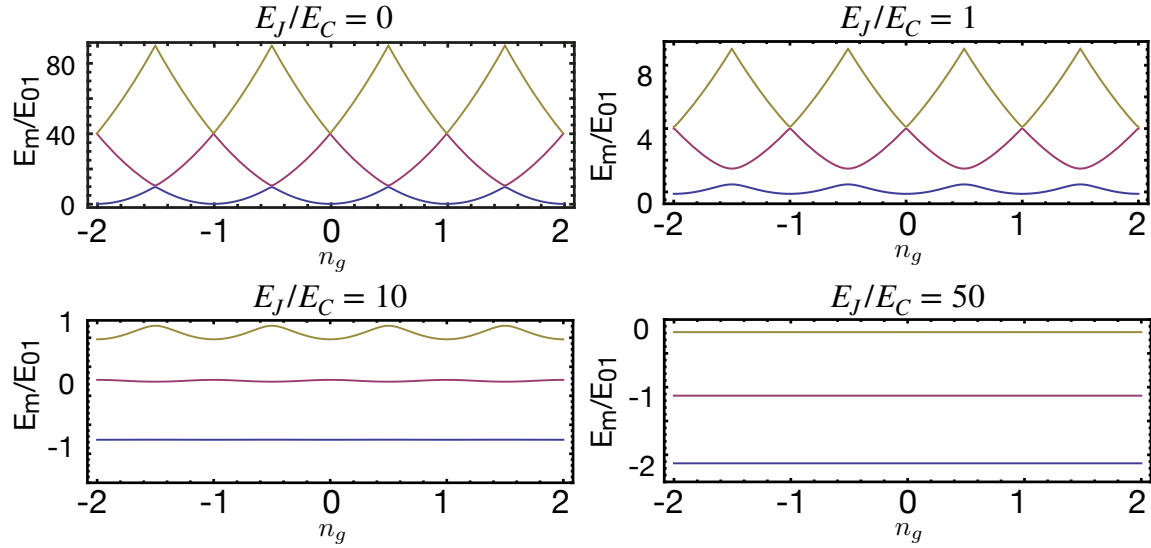 E_J/E_C = 0
E_m/E_01
80
40
0
-2 -1 0 1 2
n_g
E_J/E_C = 1
E_m/E_01
8
4
0
-2 -1 0 1 2
n_g
E_J/E_C = 10
E_m/E_01
1
0
-1
-2 -1 0 1 2
n_g
E_J/E_C = 50
E_m/E_01
0
-1
-2
-2 -1 0 1 2
n_g